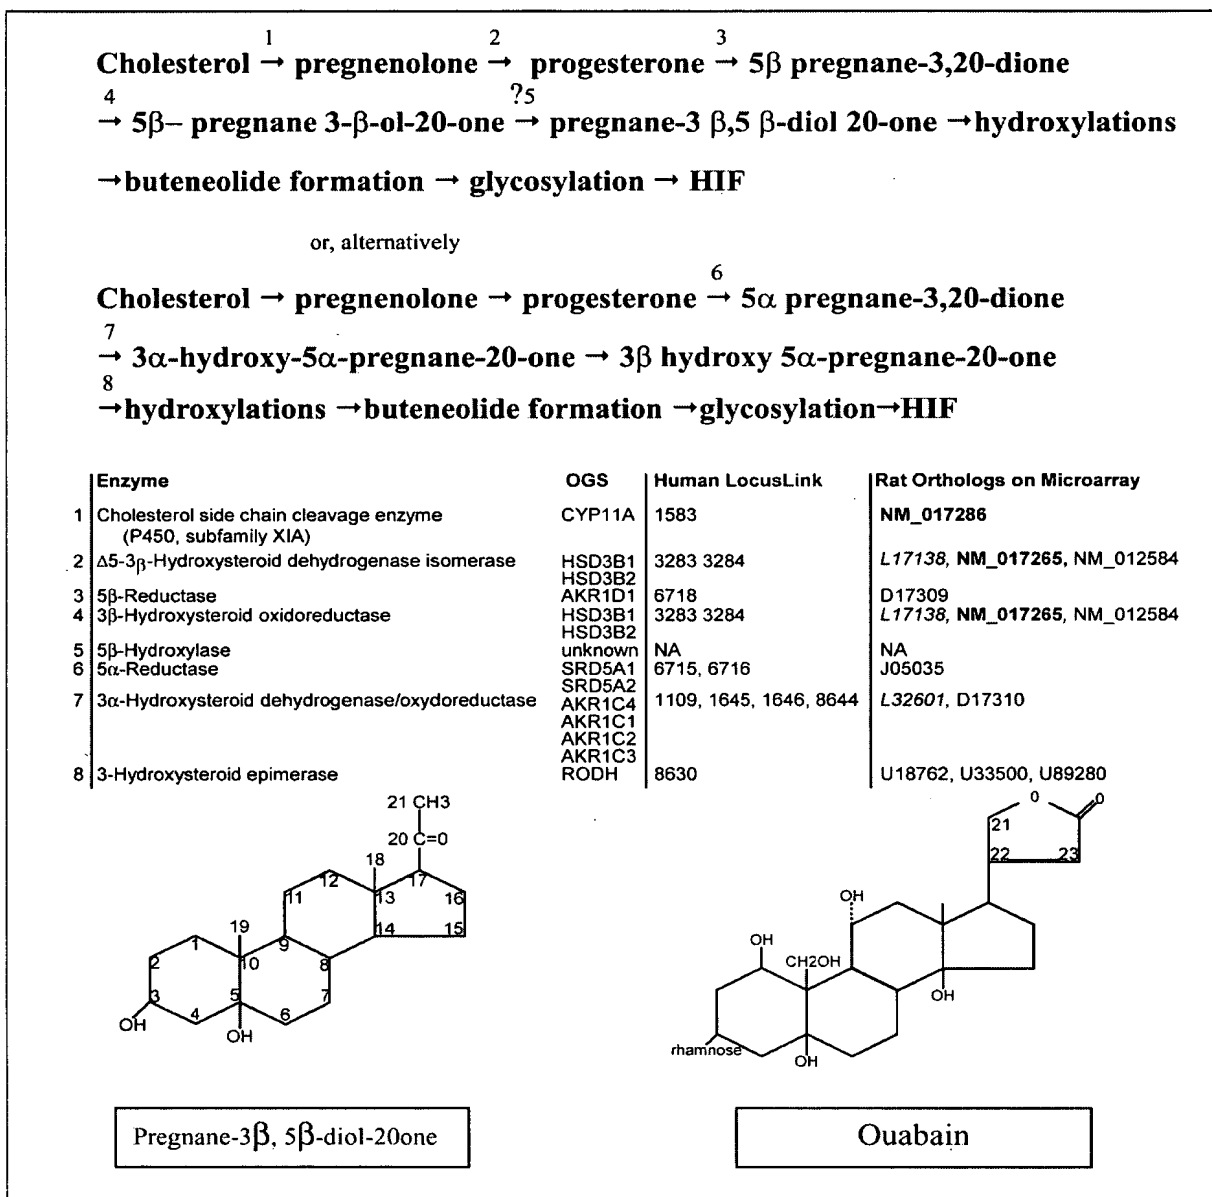 1 2 3
Cholesterol → pregnenolone → progesterone → 5β pregnane-3,20-dione
4 ?5
→ 5β– pregnane 3-β-ol-20-one → pregnane-3 β,5 β-diol 20-one →hydroxylations
→buteneolide formation → glycosylation → HIF
or, alternatively
6
Cholesterol → pregnenolone → progesterone → 5α pregnane-3,20-dione
7
→ 3α-hydroxy-5α-pregnane-20-one → 3β hydroxy 5α-pregnane-20-one
8
→hydroxylations →buteneolide formation →glycosylation→HIF
Enzyme OGS Human LocusLink Rat Orthologs on Microarray
1 Cholesterol side chain cleavage enzyme CYP11A 1583 NM_017286
(P450, subfamily XIA)
2 Δ5-3β-Hydroxysteroid dehydrogenase isomerase HSD3B1 3283 3284 L17138, NM_017265, NM_012584
HSD3B2
3 5β-Reductase AKR1D1 6718 D17309
4 3β-Hydroxysteroid oxidoreductase HSD3B1 3283 3284 L17138, NM_017265, NM_012584
HSD3B2
5 5β-Hydroxylase unknown NA NA
6 5α-Reductase SRD5A1 6715, 6716 J05035
SRD5A2
7 3α-Hydroxysteroid dehydrogenase/oxydoreductase AKR1C4 1109, 1645, 1646, 8644 L32601, D17310
AKR1C1
AKR1C2
AKR1C3
8 3-Hydroxysteroid epimerase RODH 8630 U18762, U33500, U89280
21 CH3
20 C=0
18
17
12
11
13
16
19
14
15
1
9
2
10
8
3
5
7
4
6
OH
OH
0
0
21
22
23
OH
OH
CH2OH
OH
rhamnose
OH
Pregnane-3β, 5β-diol-20one
Ouabain